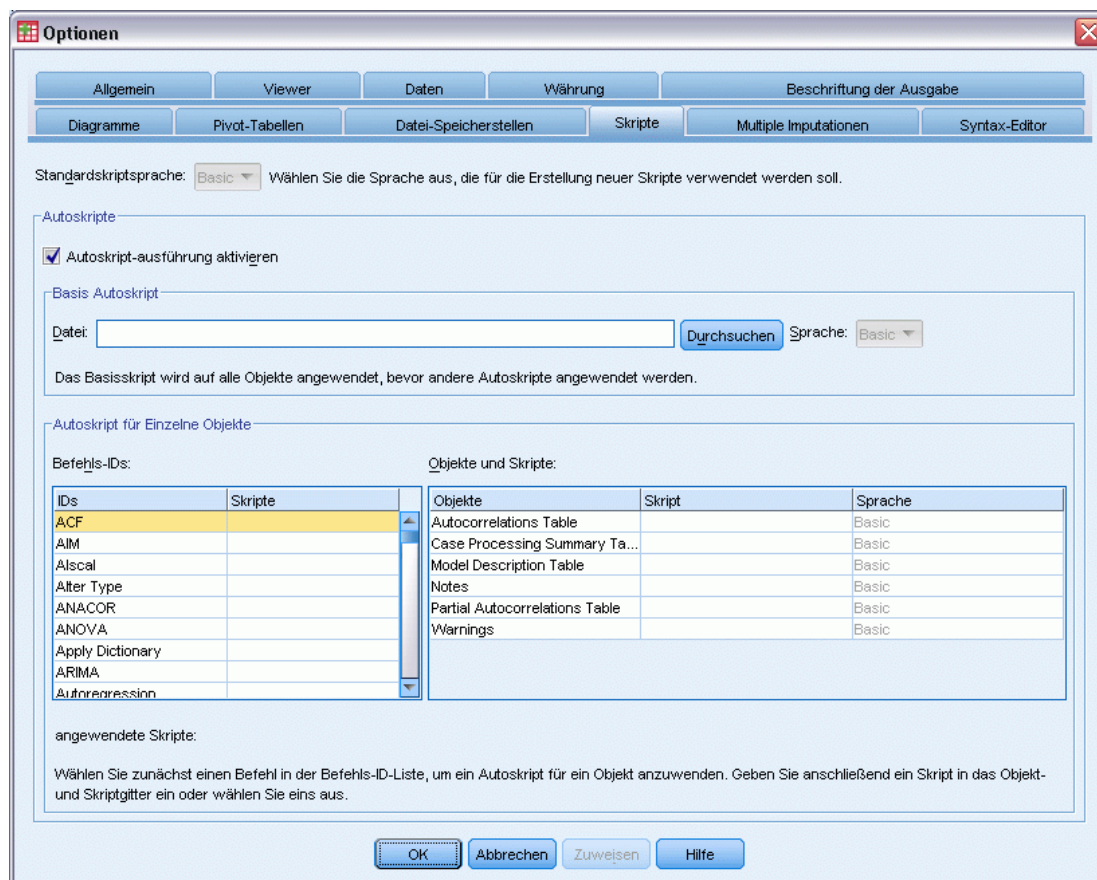 Optionen
Allgemein Viewer Daten Währung Beschriftung der Ausgabe
Diagramme Pivot-Tabellen Datei-Speicherstellen Skripte Multiple Imputationen Syntax-Editor
Standardskriptsprache: Basic Wählen Sie die Sprache aus, die für die Erstellung neuer Skripte verwendet werden soll.
Autoskripte
Autoskript-ausführung aktivieren
Basis Autoskript
Datei: Durchsuchen Sprache: Basic
Das Basisskript wird auf alle Objekte angewendet, bevor andere Autoskripte angewendet werden.
Autoskript für Einzelne Objekte
Befehls-IDs: Objekte und Skripte:
IDs Skripte Objekte Skript Sprache
ACF Autocorrelations Table Basic
AIM Case Processing Summary Ta... Basic
Alscal Model Description Table Basic
Alter Type Notes Basic
ANACOR Partial Autocorrelations Table Basic
ANOVA Warnings Basic
Apply Dictionary
ARIMA
Autoregression
angewendete Skripte:
Wählen Sie zunächst einen Befehl in der Befehls-ID-Liste, um ein Autoskript für ein Objekt anzuwenden. Geben Sie anschließend ein Skript in das Objekt-
und Skriptgitter ein oder wählen Sie eins aus.
OK Abbrechen Zuweisen Hilfe